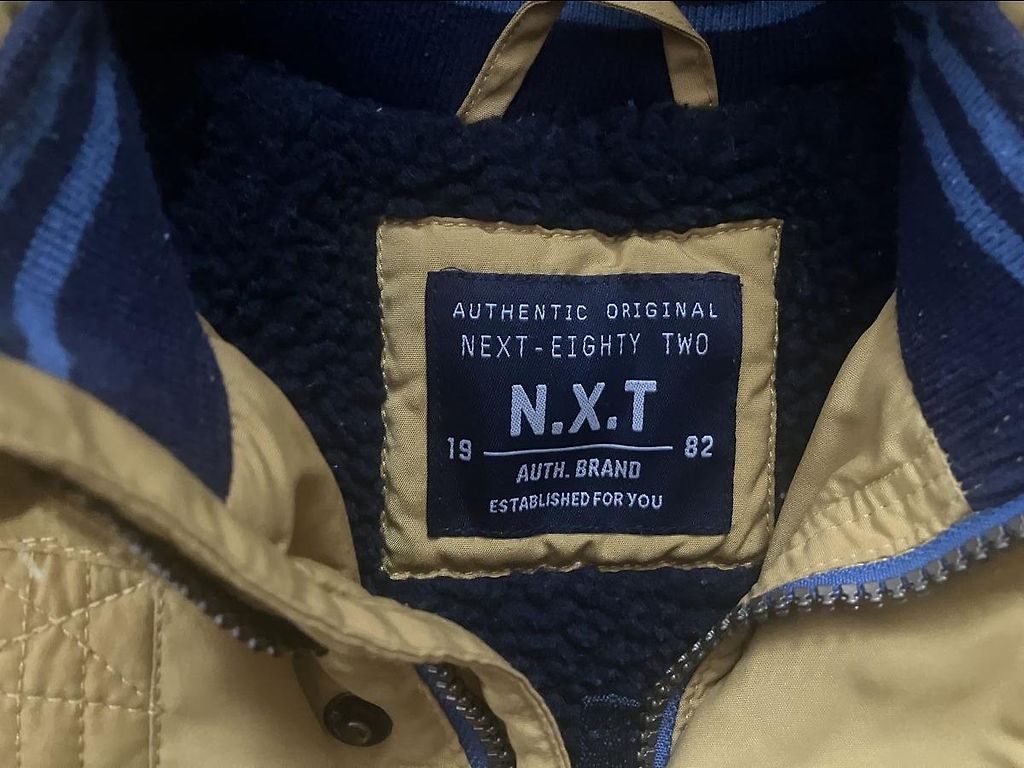 AUTHENTIC ORIGINAL
NEXT-EIGHTY TWO
N.X.T
19 82
AUTH. BRAND
ESTABLISHED FOR YOU